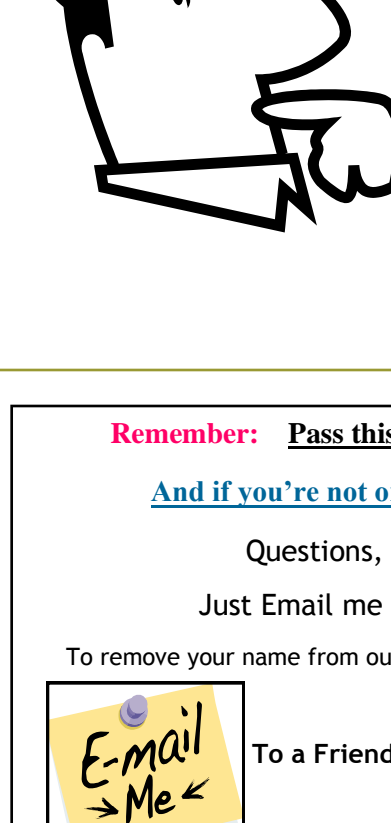 Remember: Pass this
And if you're not o
Questions,
Just Email me
To remove your name from ou
E-mail
Me
To a Friend